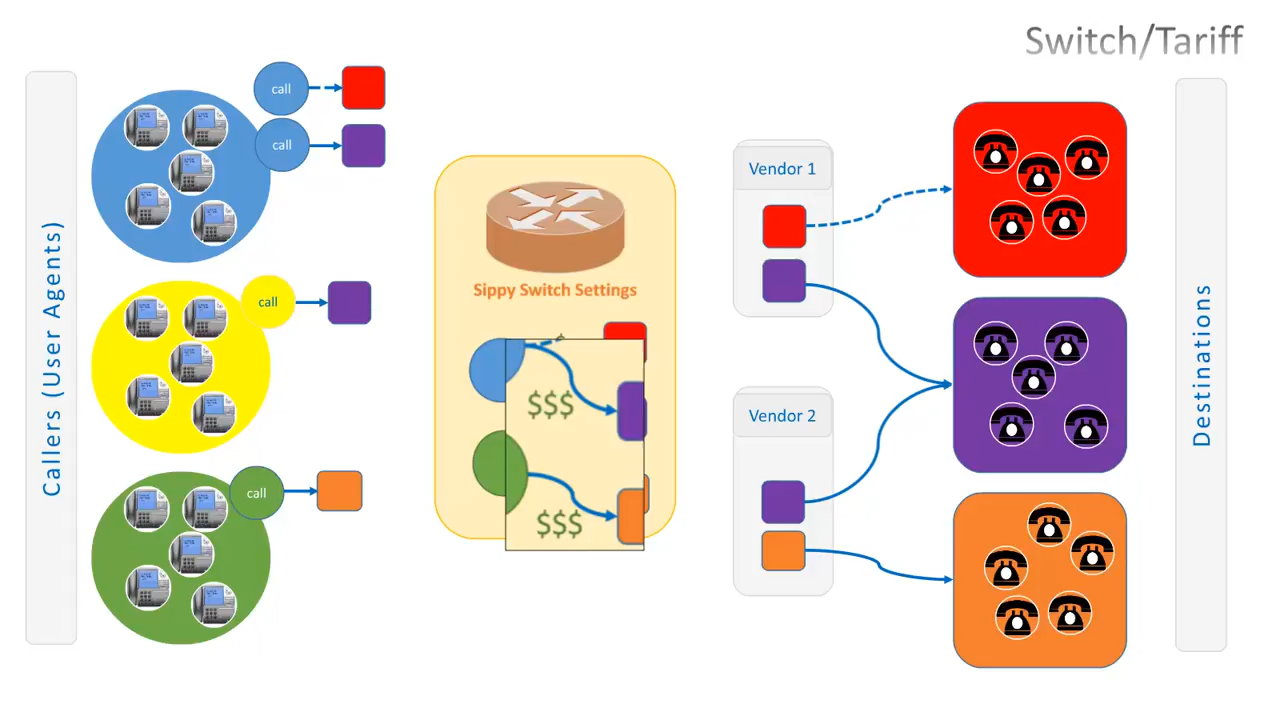 Switch/Tariff
Callers (User Agents)
call
call
call
call
Sippy Switch Settings
$$$
$$$
Vendor 1
Vendor 2
Destinations